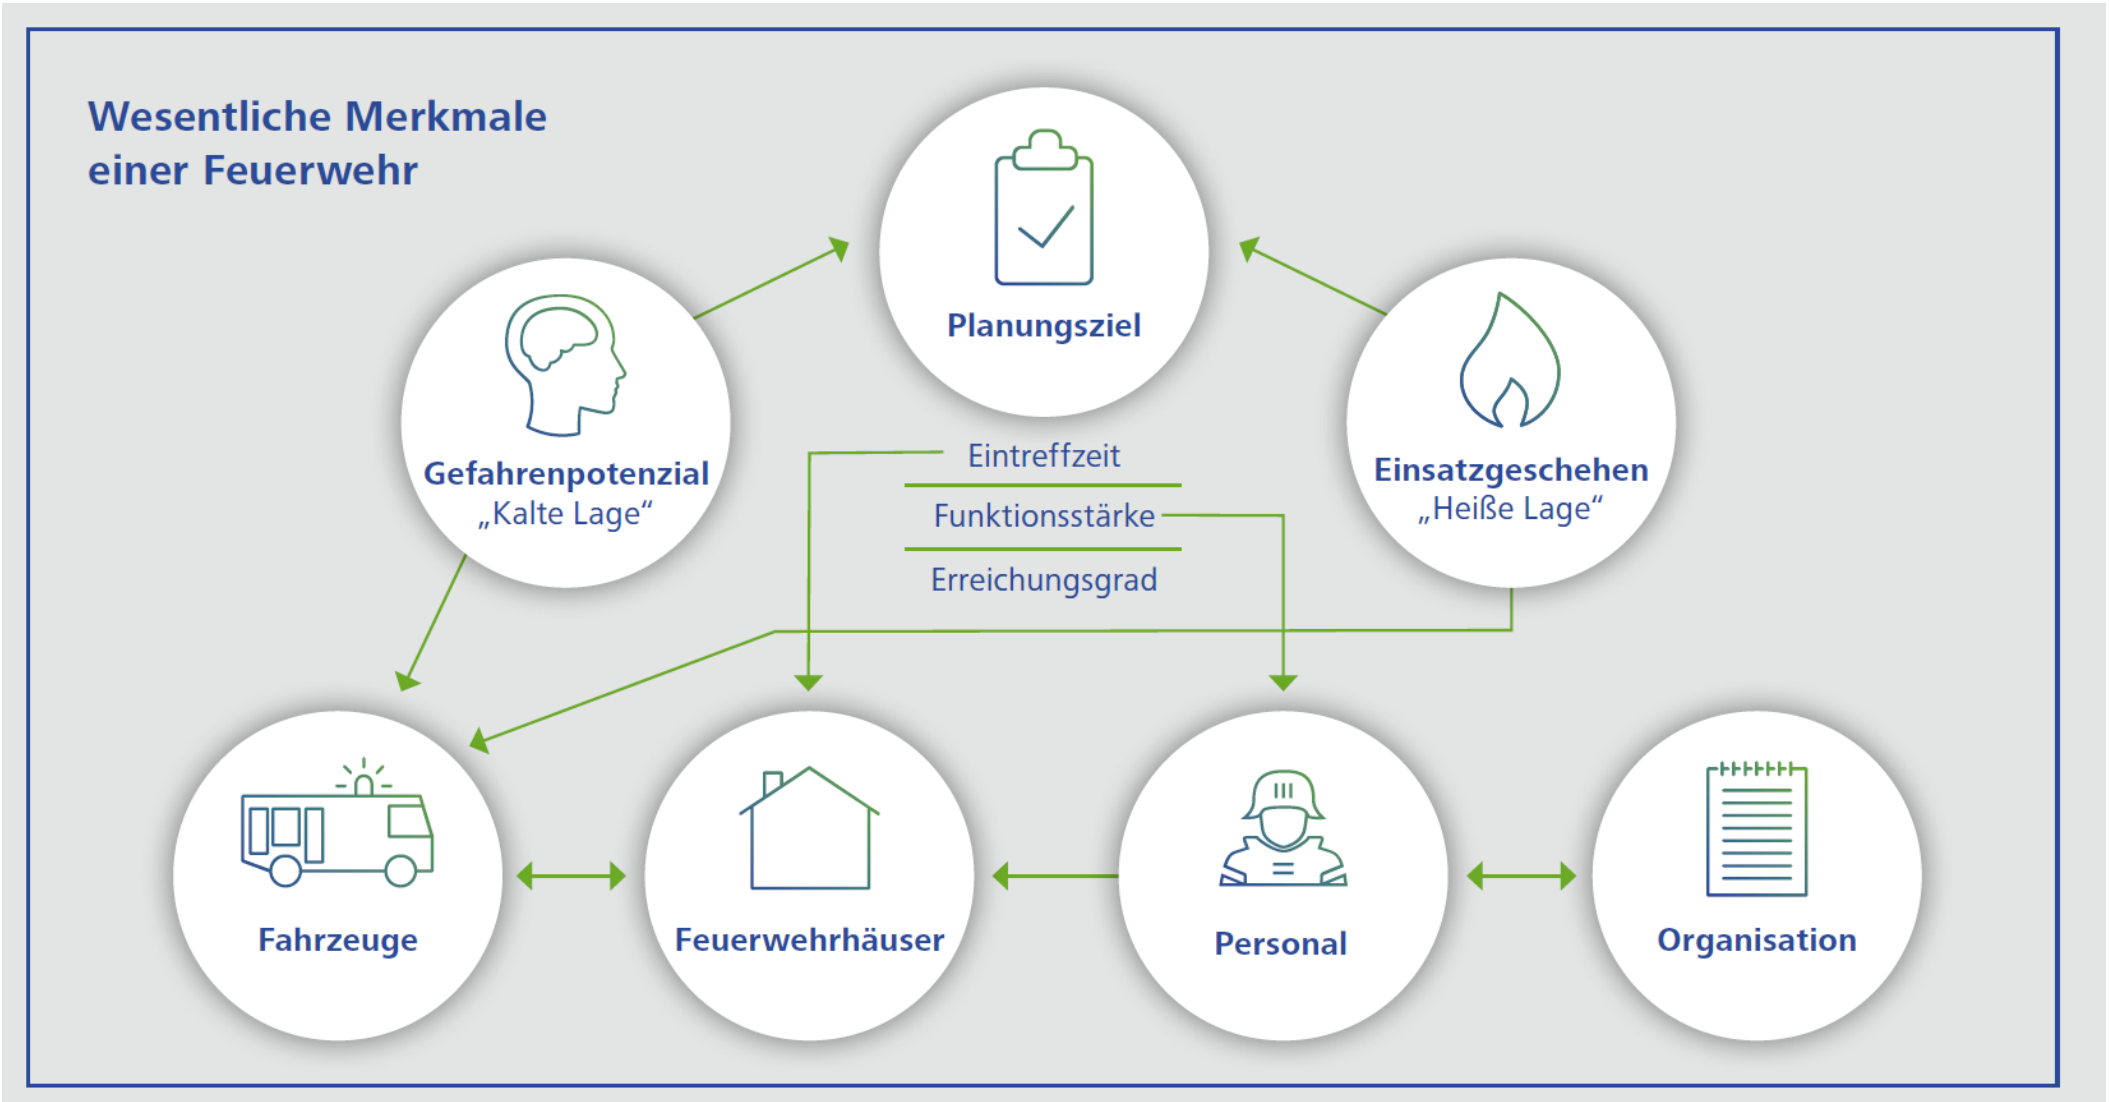 Wesentliche Merkmale
einer Feuerwehr
Planungsziel
Gefahrenpotenzial
„Kalte Lage“
Einsatzgeschehen
„Heiße Lage“
Eintreffzeit
Funktionsstärke
Erreichungsgrad
Fahrzeuge
Feuerwehrhäuser
Personal
Organisation